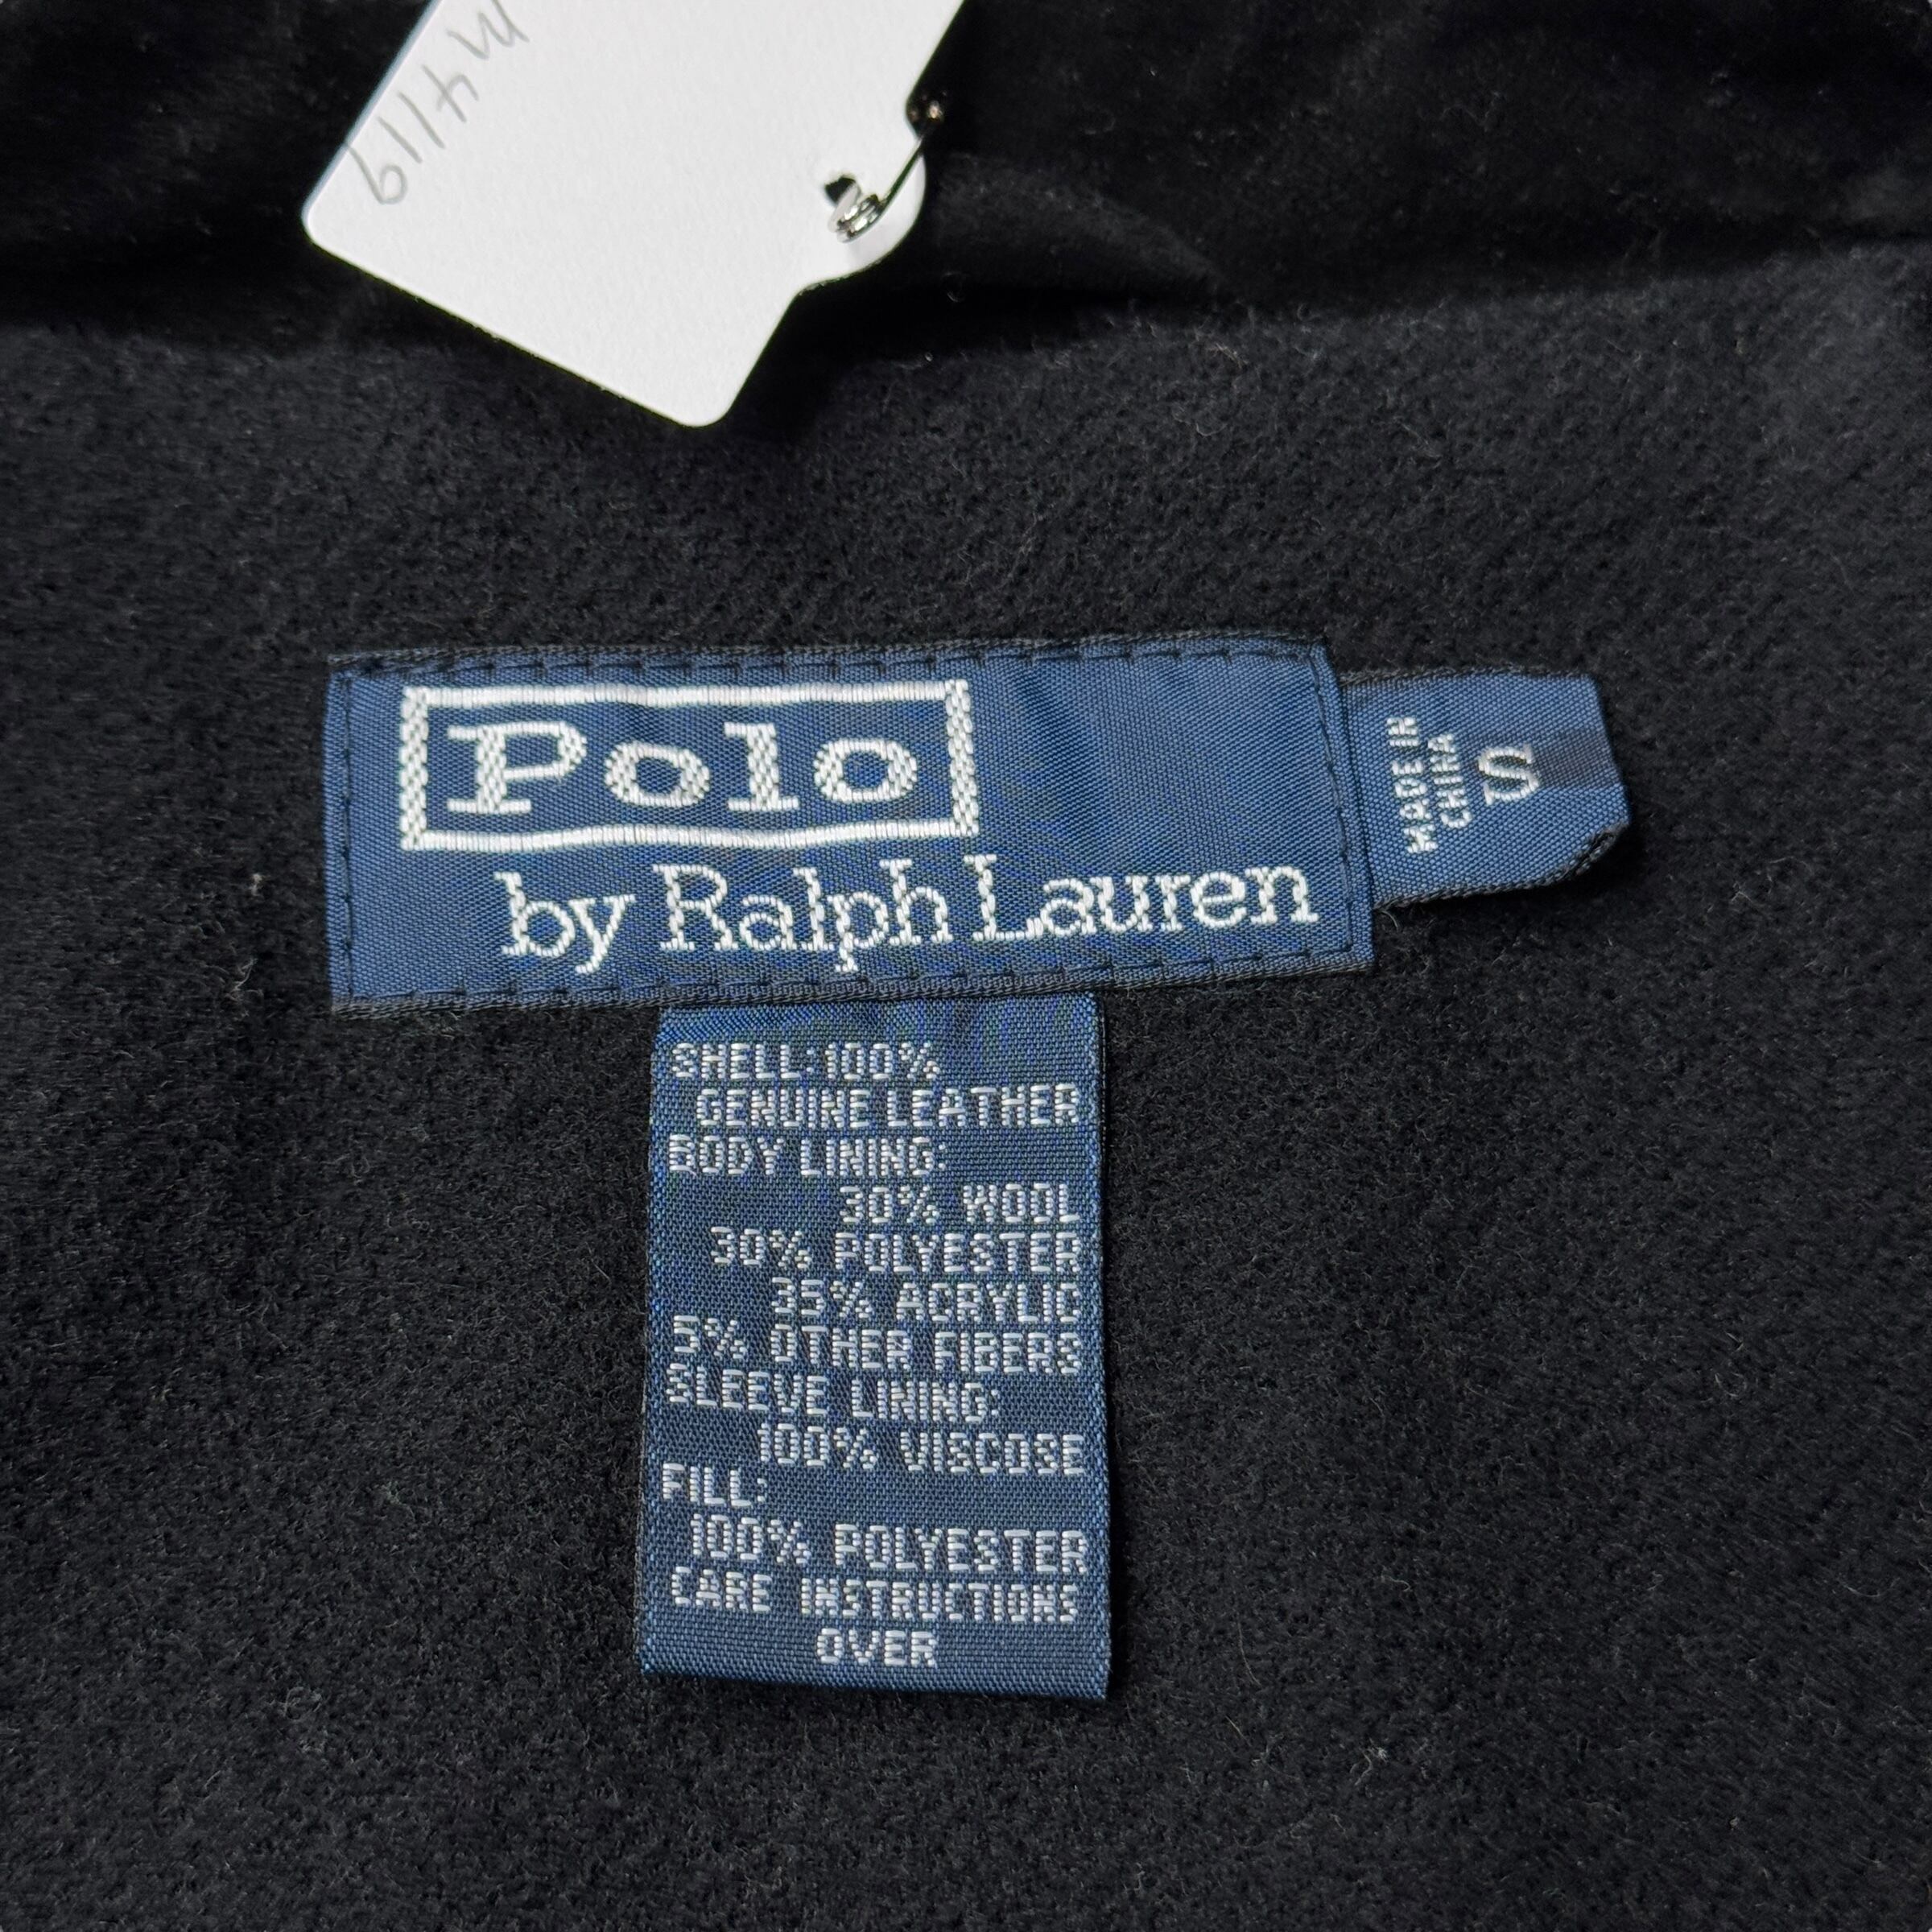 M4119
Polo
by Ralph Lauren
MADE IN
CHINA
S
SHELL:100%
GENUINE LEATHER
BODY LINING:
30% WOOL
30% POLYESTER
35% ACRYLIC
5% OTHER FIBERS
SLEEVE LINING:
100% VISCOSE
FILL:
100% POLYESTER
CARE INSTRUCTIONS
OVER